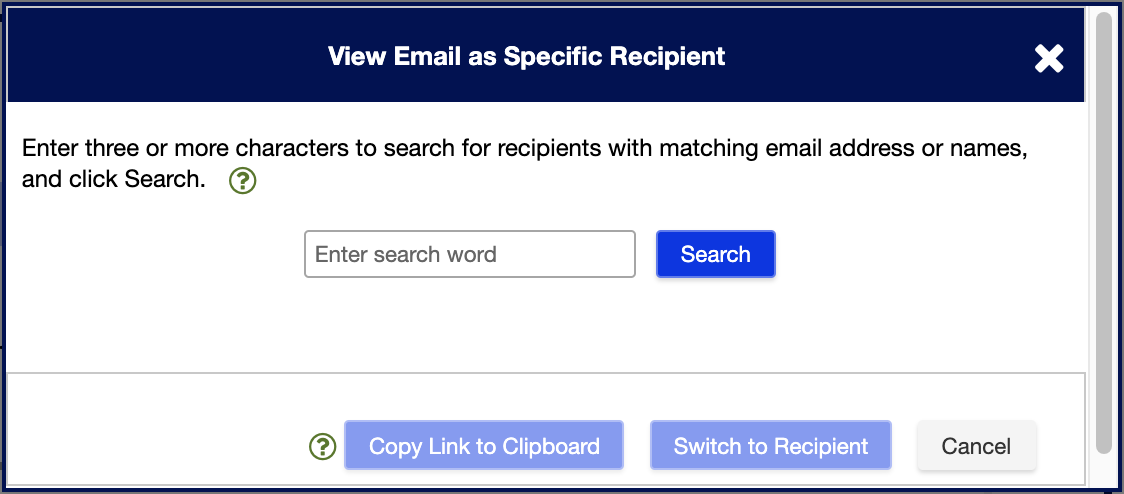 View Email as Specific Recipient
Enter three or more characters to search for recipients with matching email address or names,
and click Search. ?
Enter search word
Search
? Copy Link to Clipboard
Switch to Recipient
Cancel